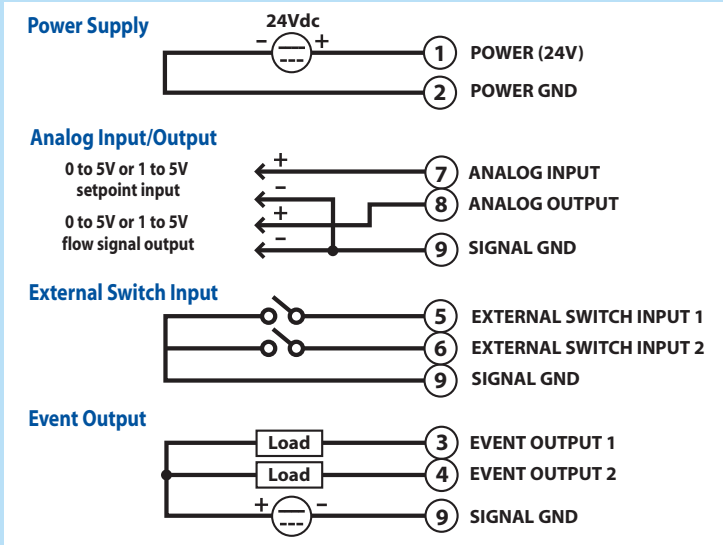 Power Supply
24Vdc
– +
1 POWER (24V)
2 POWER GND
Analog Input/Output
0 to 5V or 1 to 5V
setpoint input
+
–
7 ANALOG INPUT
0 to 5V or 1 to 5V
flow signal output
+
–
8 ANALOG OUTPUT
9 SIGNAL GND
External Switch Input
5 EXTERNAL SWITCH INPUT 1
6 EXTERNAL SWITCH INPUT 2
9 SIGNAL GND
Event Output
Load 3 EVENT OUTPUT 1
Load 4 EVENT OUTPUT 2
+ – 9 SIGNAL GND